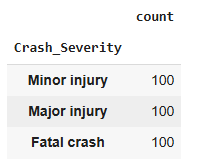 count
Crash_Severity
Minor injury 100
Major injury 100
Fatal crash 100